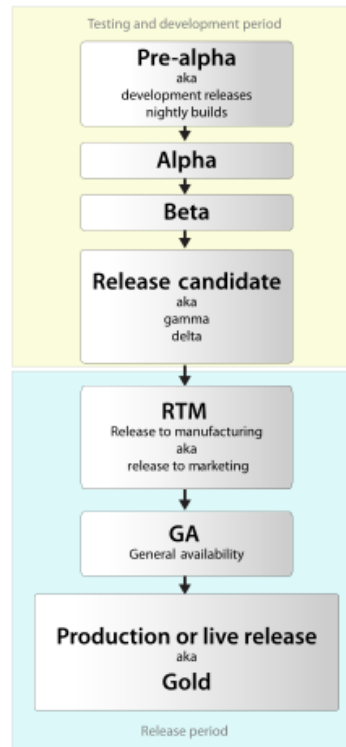 Testing and development period
Pre-alpha
aka
development releases
nightly builds
Alpha
Beta
Release candidate
aka
gamma
delta
RTM
Release to manufacturing
aka
release to marketing
GA
General availability
Production or live release
aka
Gold
Release period